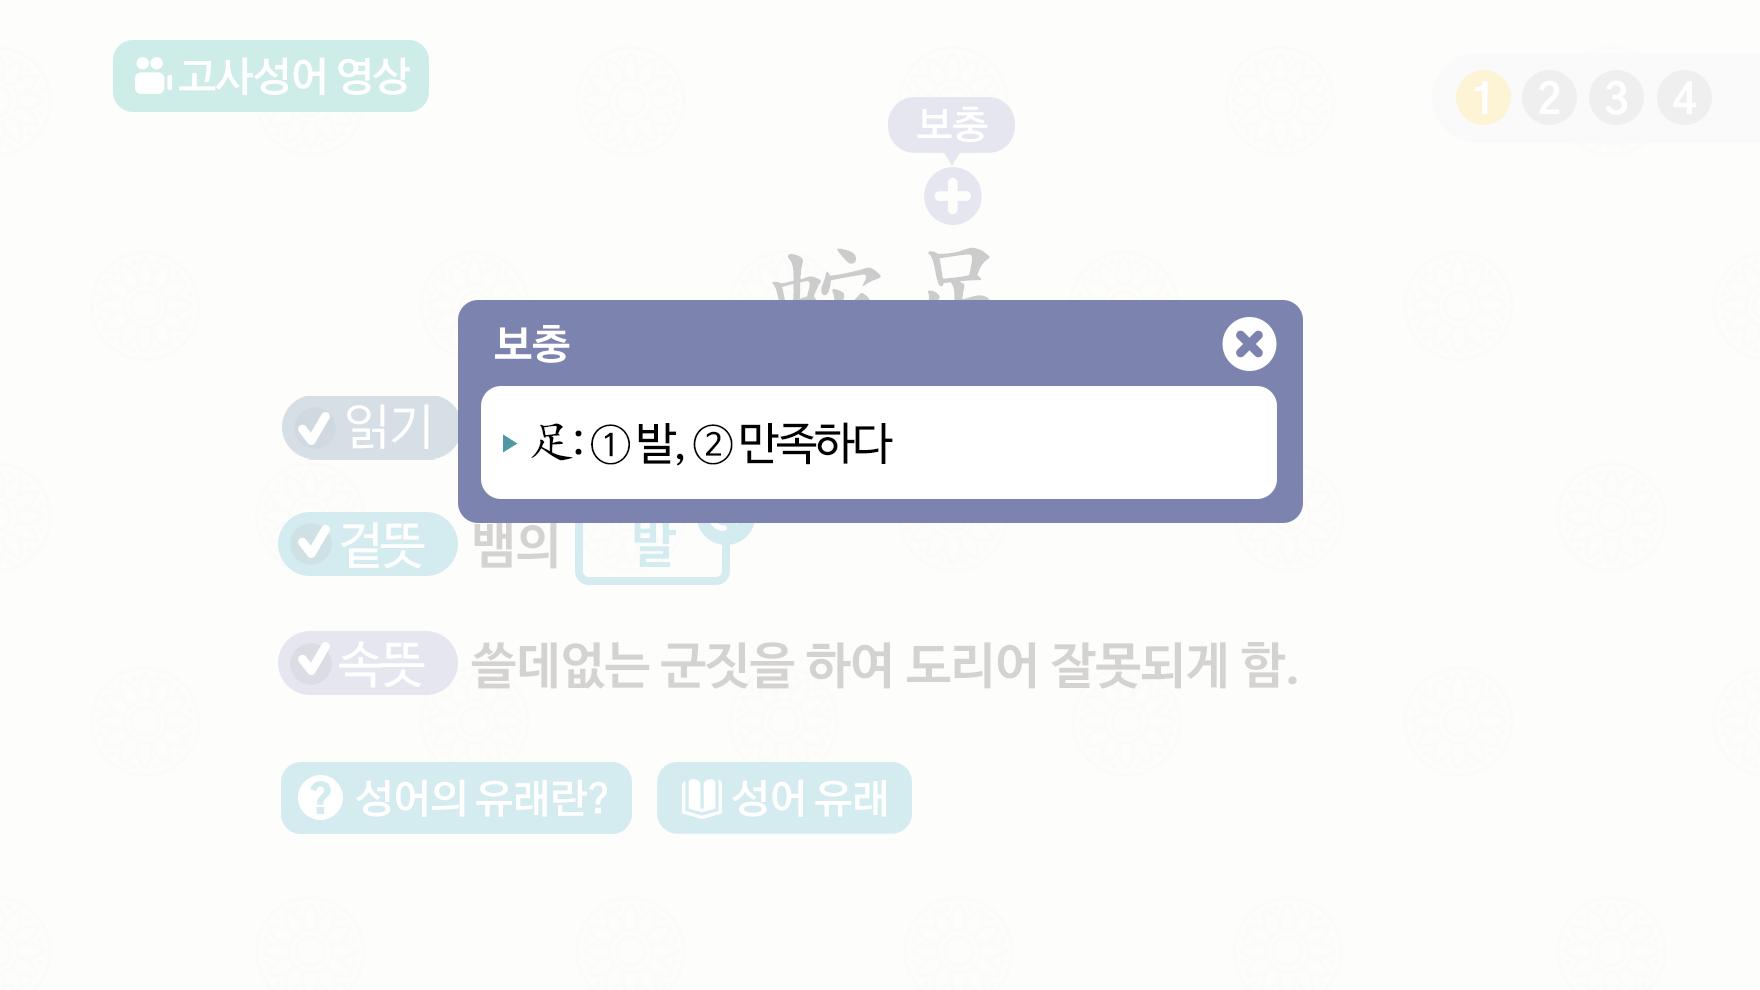 고사성어 영상
1 2 3 4
보충
蛇足
보충
足: ① 발, ② 만족하다
읽기
겉뜻 뱀의 발
속뜻 쓸데없는 군짓을 하여 도리어 잘못되게 함.
성어의 유래란? 성어 유래